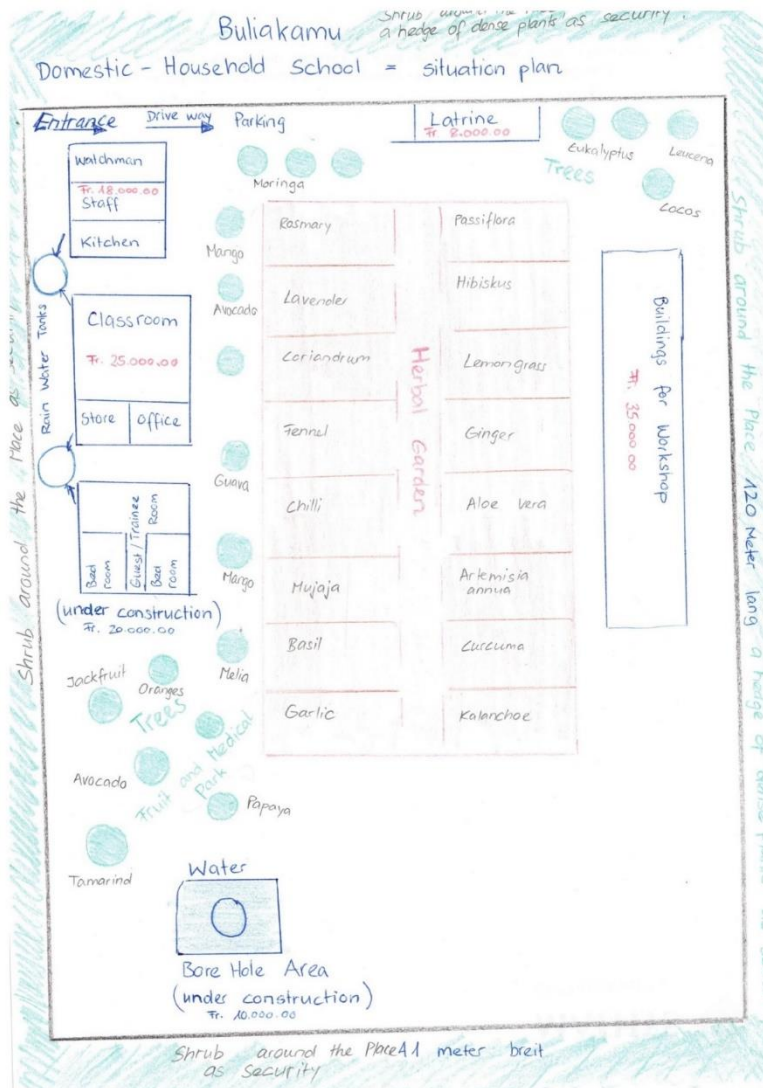 Buliakamu
Shrub around the
a hedge of dense plants as security.
Domestic - Household School = situation plan
Entrance
Drive way
Parking
Latrine
Fr 8.000.00
Eukalyptus
Leucena
Trees
Cocos
Watchman
Fr. 18.000.00
Staff
Kitchen
Moringa
Mango
Avocado
Guava
Mango
Melia
Rain Water Tanks
Classroom
Fr. 25.000.00
Store
Office
Trainee
Room
Bed
room
Guest
Bed
room
(under construction)
Fr. 20.000.00
Rosmary
Lavender
Coriandrum
Fennel
Chilli
Mujaja
Basil
Garlic
Herbal Garden
Passiflora
Hibiskus
Lemongrass
Ginger
Aloe vera
Artemisia
annua
Curcuma
Kalanchoe
Buildings for Workshop
Fr. 35.000.00
Jackfruit
Oranges
Trees
Avocado
Fruit and Medical
Park
Papaya
Tamarind
Water
Bore Hole Area
(under construction)
Fr. 10.000.00
Shrub around the Place as
Shrub around the Place 120 Meter lang a hedge of dense
Shrub around the Place 41 meter breit
as security